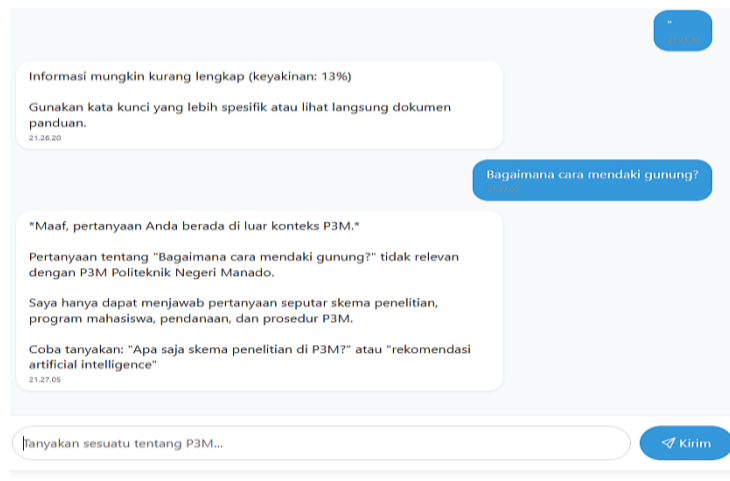 "
Informasi mungkin kurang lengkap (keyakinan: 13%)
Gunakan kata kunci yang lebih spesifik atau lihat langsung dokumen
panduan.
21.26.20
Bagaimana cara mendaki gunung?
*Maaf, pertanyaan Anda berada di luar konteks P3M.*
Pertanyaan tentang "Bagaimana cara mendaki gunung?" tidak relevan
dengan P3M Politeknik Negeri Manado.
Saya hanya dapat menjawab pertanyaan seputar skema penelitian,
program mahasiswa, pendanaan, dan prosedur P3M.
Coba tanyakan: "Apa saja skema penelitian di P3M?" atau "rekomendasi
artificial intelligence"
21.27.05
Tanyakan sesuatu tentang P3M...
Kirim